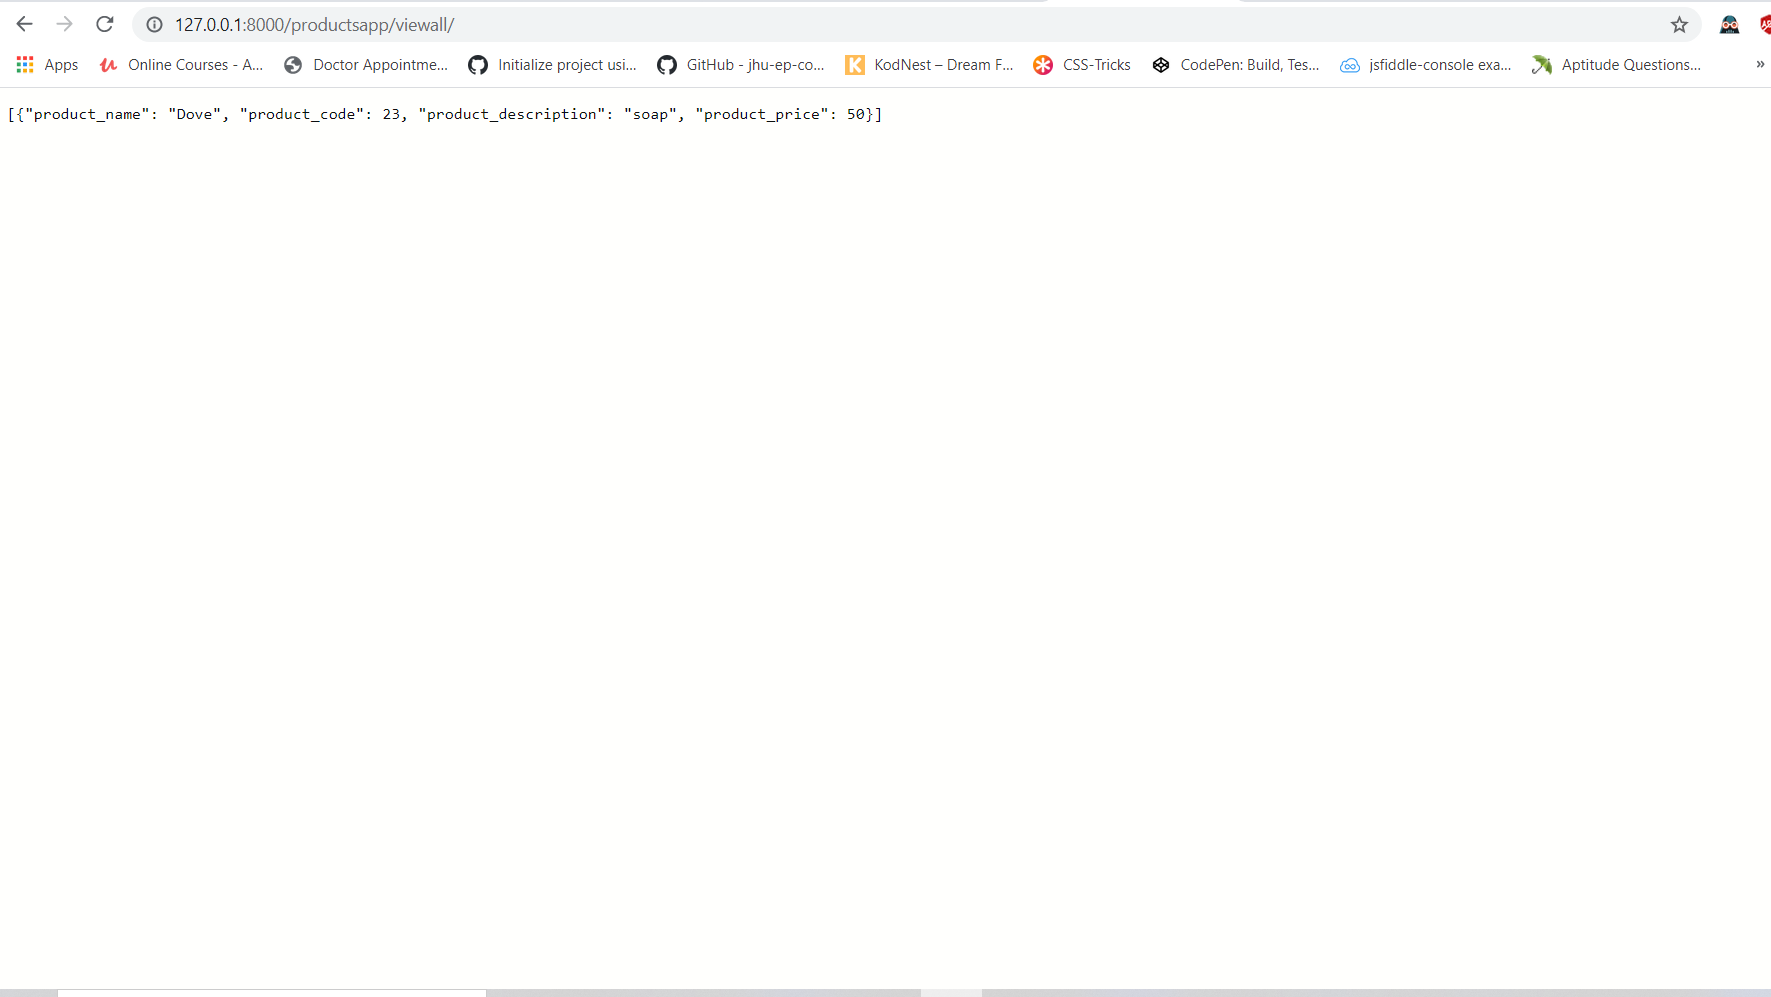 127.0.0.1:8000/productsapp/viewall/
Apps Online Courses - A... Doctor Appointme... Initialize project usi... GitHub - jhu-ep-co... KodNest – Dream F... CSS-Tricks CodePen: Build, Tes... jsfiddle-console exa... Aptitude Questions... »
[{"product_name": "Dove", "product_code": 23, "product_description": "soap", "product_price": 50}]